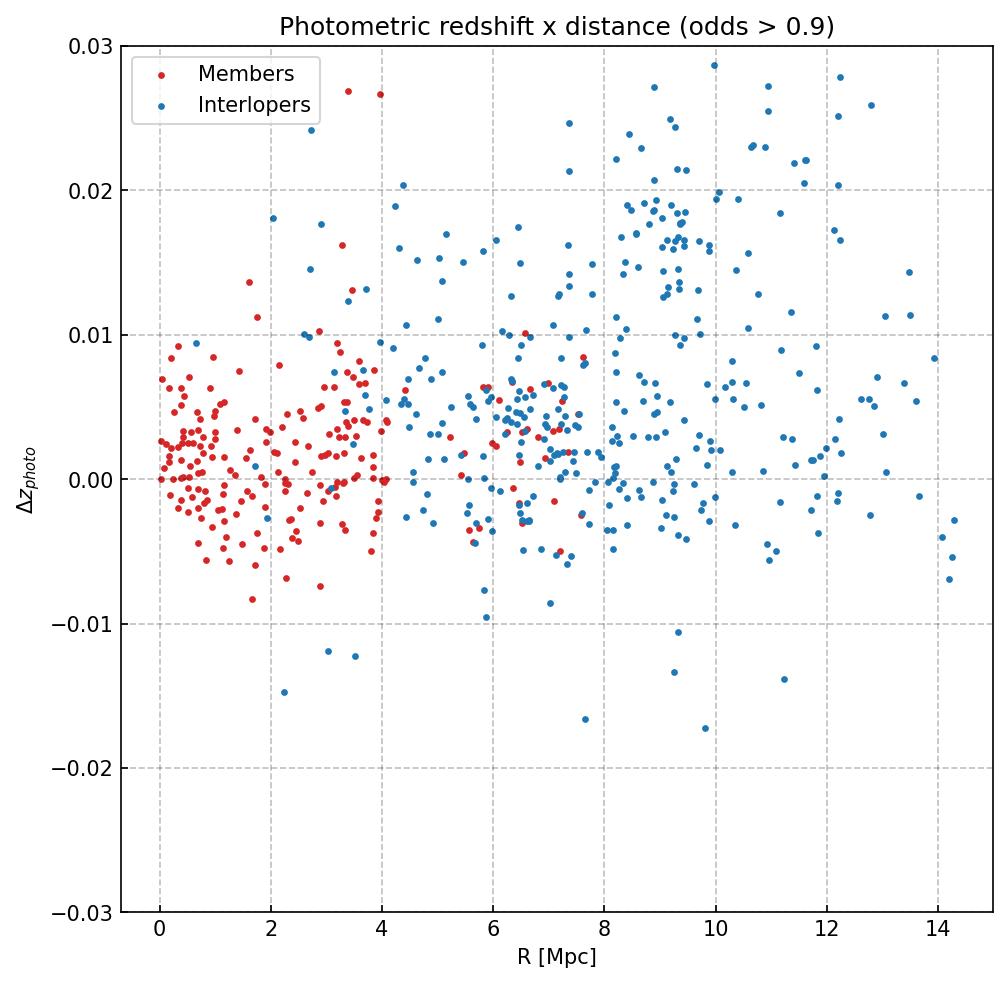 Photometric redshift x distance (odds > 0.9)
Members
Interlopers
0.03
0.02
0.01
0.00
−0.01
−0.02
−0.03
Δz_photo
0 2 4 6 8 10 12 14
R [Mpc]